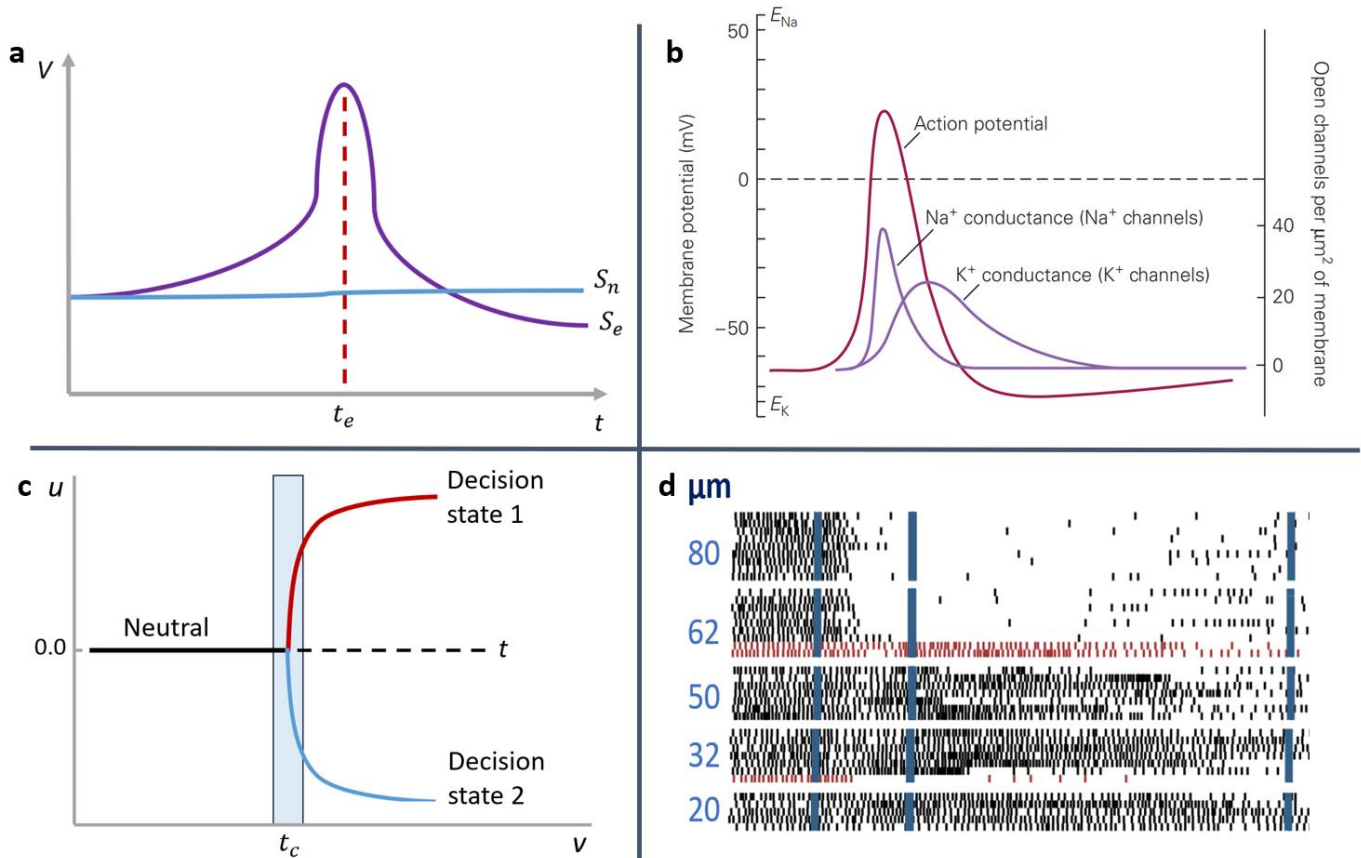 a
V
S_n
S_e
t_e
t
b
E_Na
50
0
−50
E_K
Membrane potential (mV)
Action potential
Na⁺ conductance (Na⁺ channels)
K⁺ conductance (K⁺ channels)
40
20
0
Open channels per μm² of membrane
c
u
Decision
state 1
Neutral
0.0
t
Decision
state 2
t_c
v
d μm
80
62
50
32
20